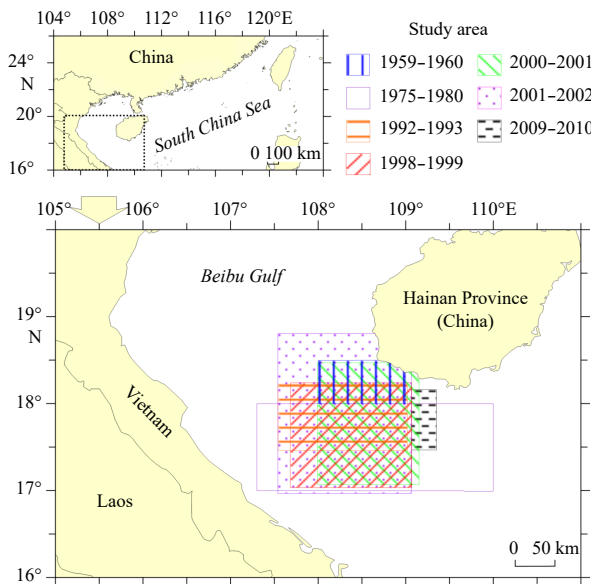 104 108 112 116 120°E
26°
N
20°
16°
China
South China Sea
0 100 km
Study area
1959–1960
1975–1980
1992–1993
1998–1999
2000–2001
2001–2002
2009–2010
105° 106° 107° 108° 109° 110°E
19°
N
18°
17°
16°
Beibu Gulf
Hainan Province
(China)
Vietnam
Laos
0 50 km